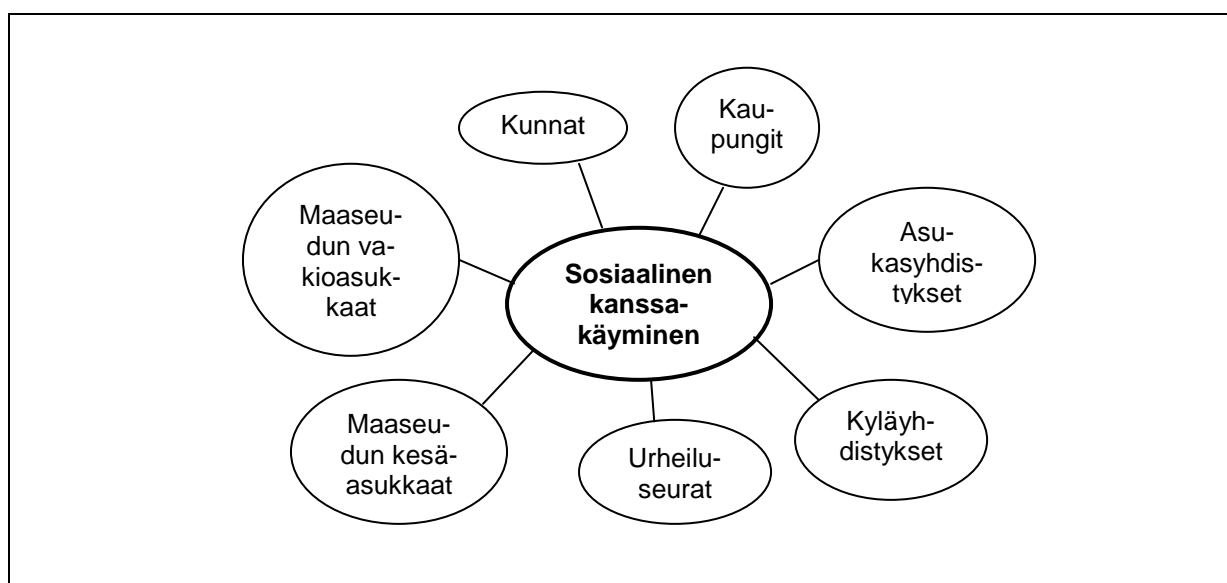 Kunnat
Kau-
pungit
Maaseu-
dun va-
kioasuk-
kaat
Sosiaalinen
kanssa-
käyminen
Asu-
kasyhdis-
tykset
Maaseu-
dun kesä-
asukkaat
Urheilu-
seurat
Kyläyh-
distykset